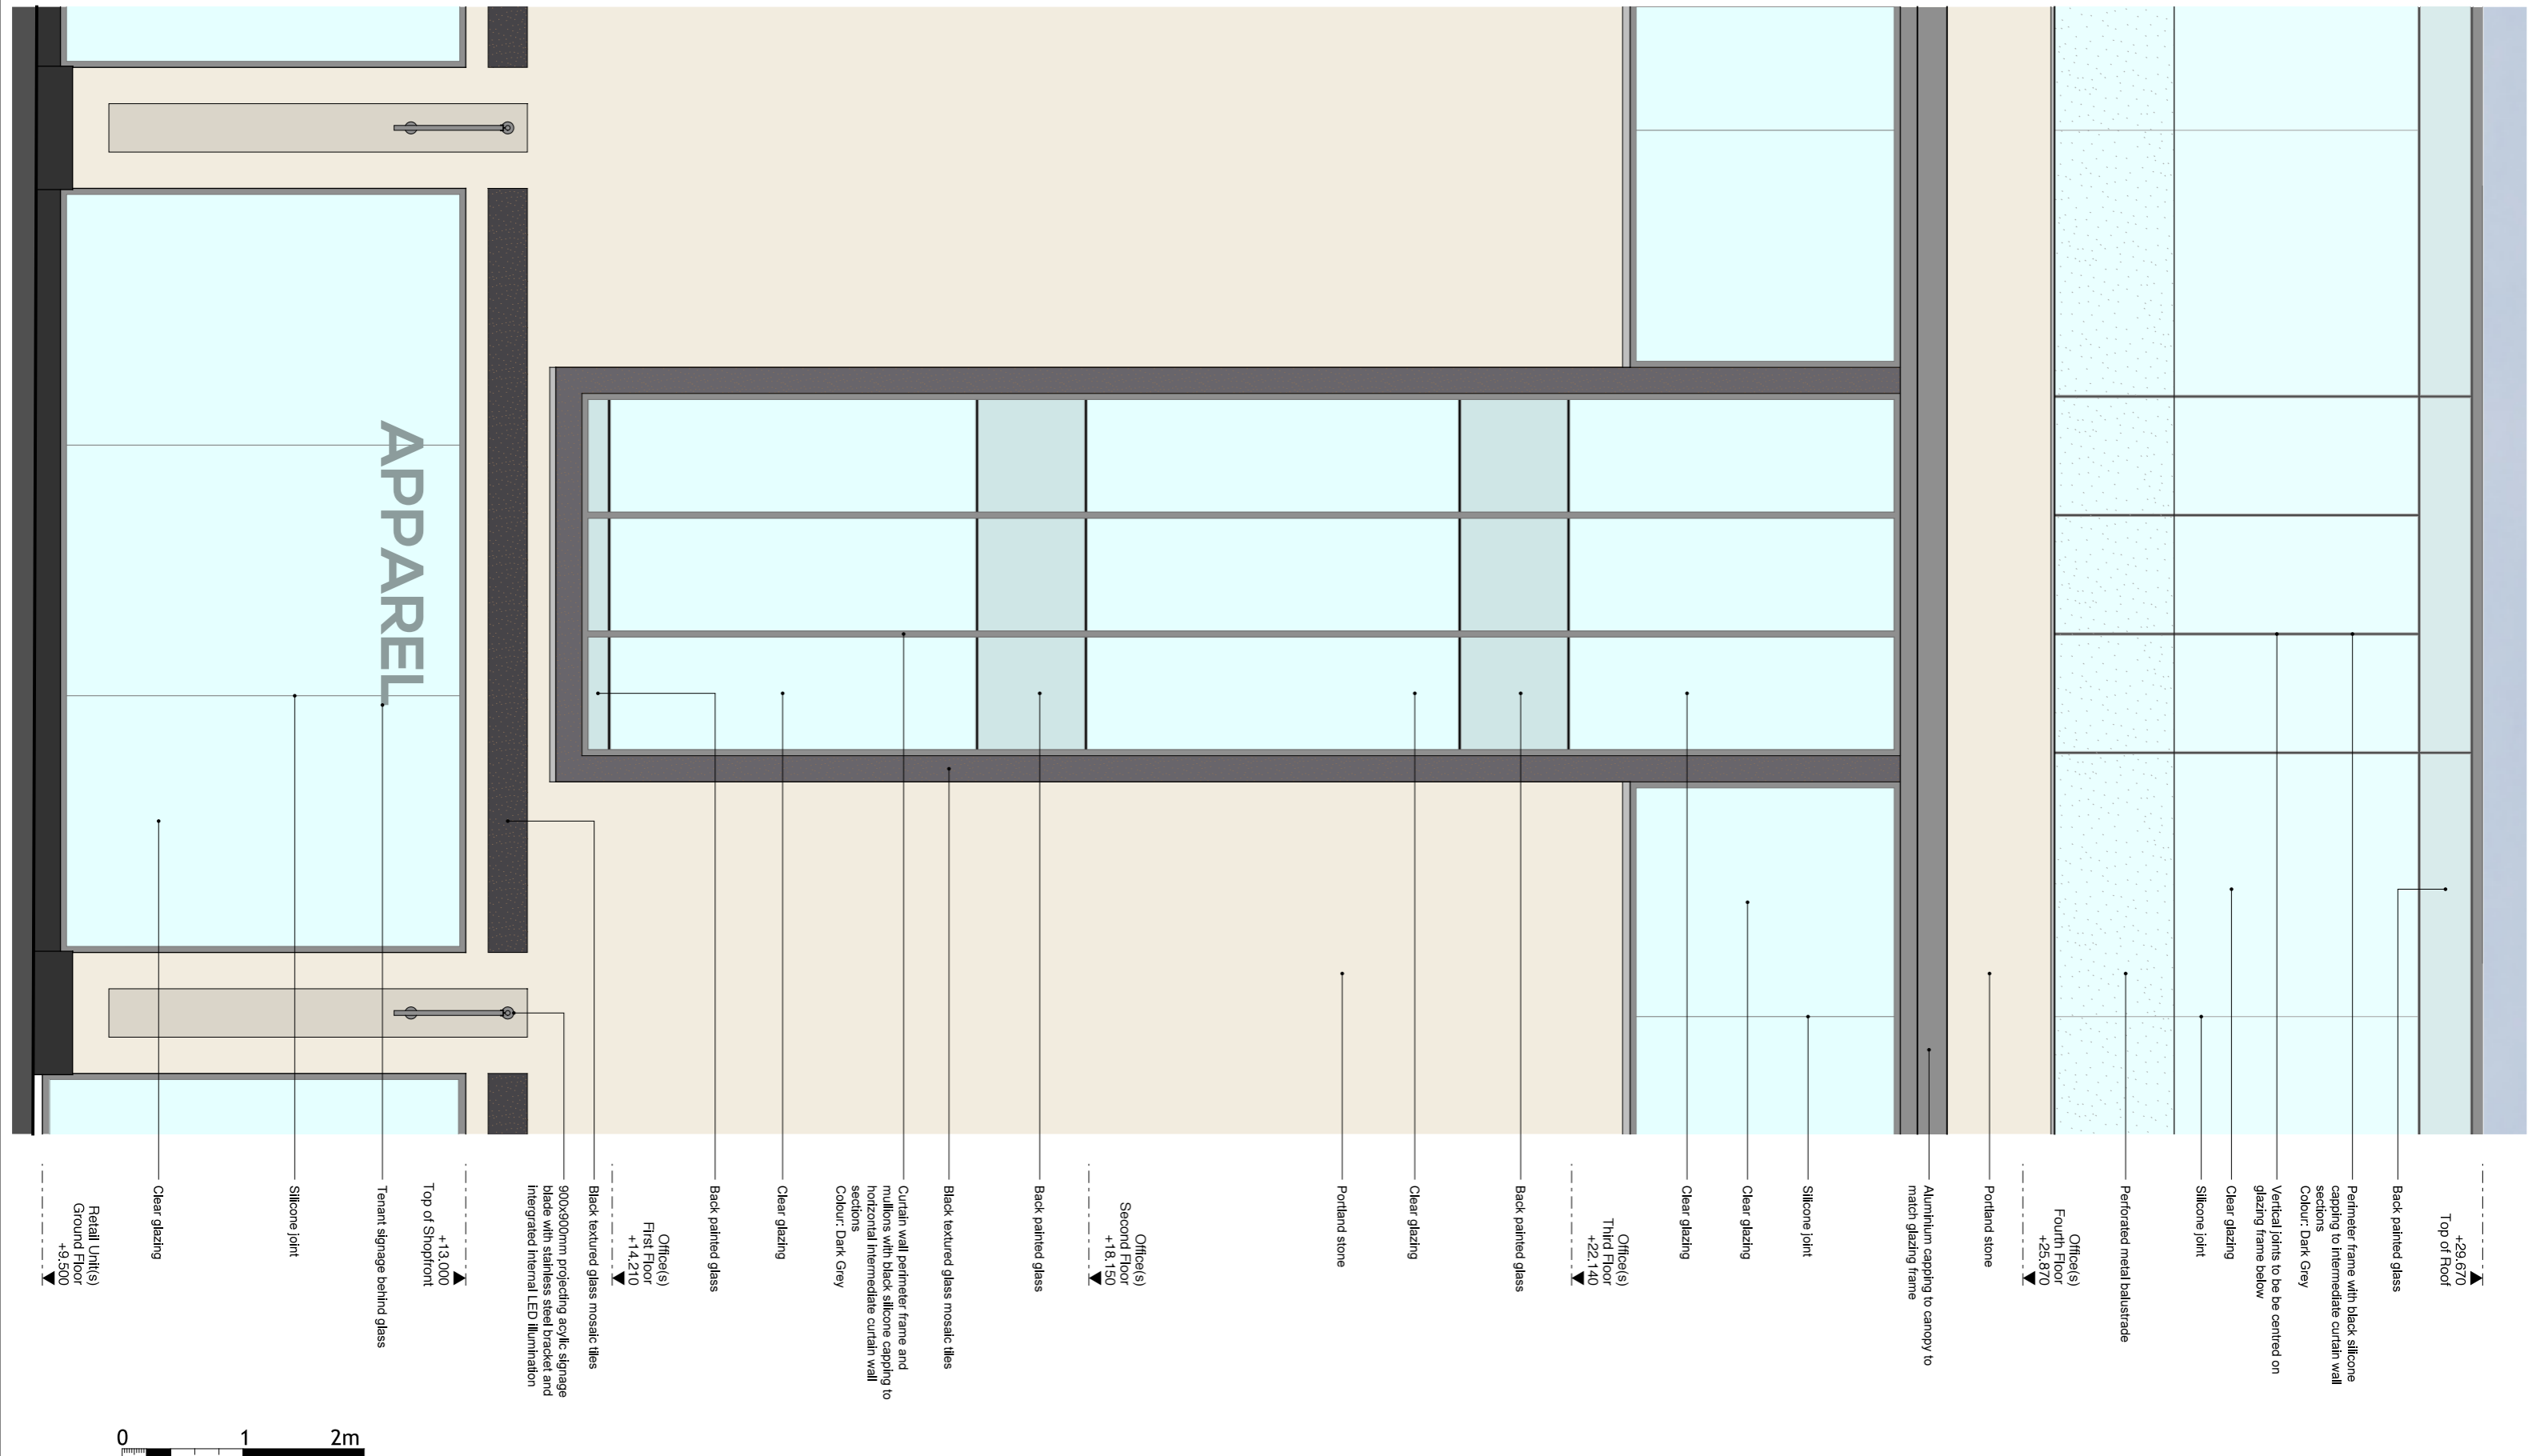 +29.670
Top of Roof
Back painted glass
Perimeter frame with black silicone
capping to intermediate curtain wall
sections
Colour: Dark Grey
Vertical joints to be be centred on
glazing frame below
Clear glazing
Silicone joint
Perforated metal balustrade
Office(s)
Fourth Floor
+25.870
Portland stone
Aluminium capping to canopy to
match glazing frame
Silicone joint
Clear glazing
Clear glazing
Office(s)
Third Floor
+22.140
Back painted glass
Clear glazing
Portland stone
Office(s)
Second Floor
+18.150
Back painted glass
Black textured glass mosaic tiles
Curtain wall perimeter frame and
mullions with black silicone capping to
horizontal intermediate curtain wall
sections
Colour: Dark Grey
Clear glazing
Back painted glass
Office(s)
First Floor
+14.210
Black textured glass mosaic tiles
900x900mm projecting acylic signage
blade with stainless steel bracket and
intergrated internal LED illumination
+13.000
Top of Shopfront
APPAREL
Tenant signage behind glass
Silicone joint
Clear glazing
Retail Unit(s)
Ground Floor
+9.500
0 1 2m